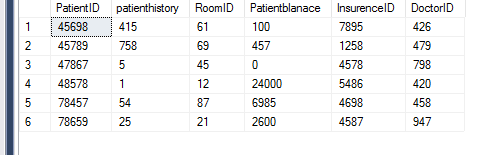 PatientID patienthistory RoomID Patientblanace InsurenceID DoctorID
1 45698 415 61 100 7895 426
2 45789 758 69 457 1258 479
3 47867 5 45 0 4578 798
4 48578 1 12 24000 5486 420
5 78457 54 87 6985 4698 458
6 78659 25 21 2600 4587 947